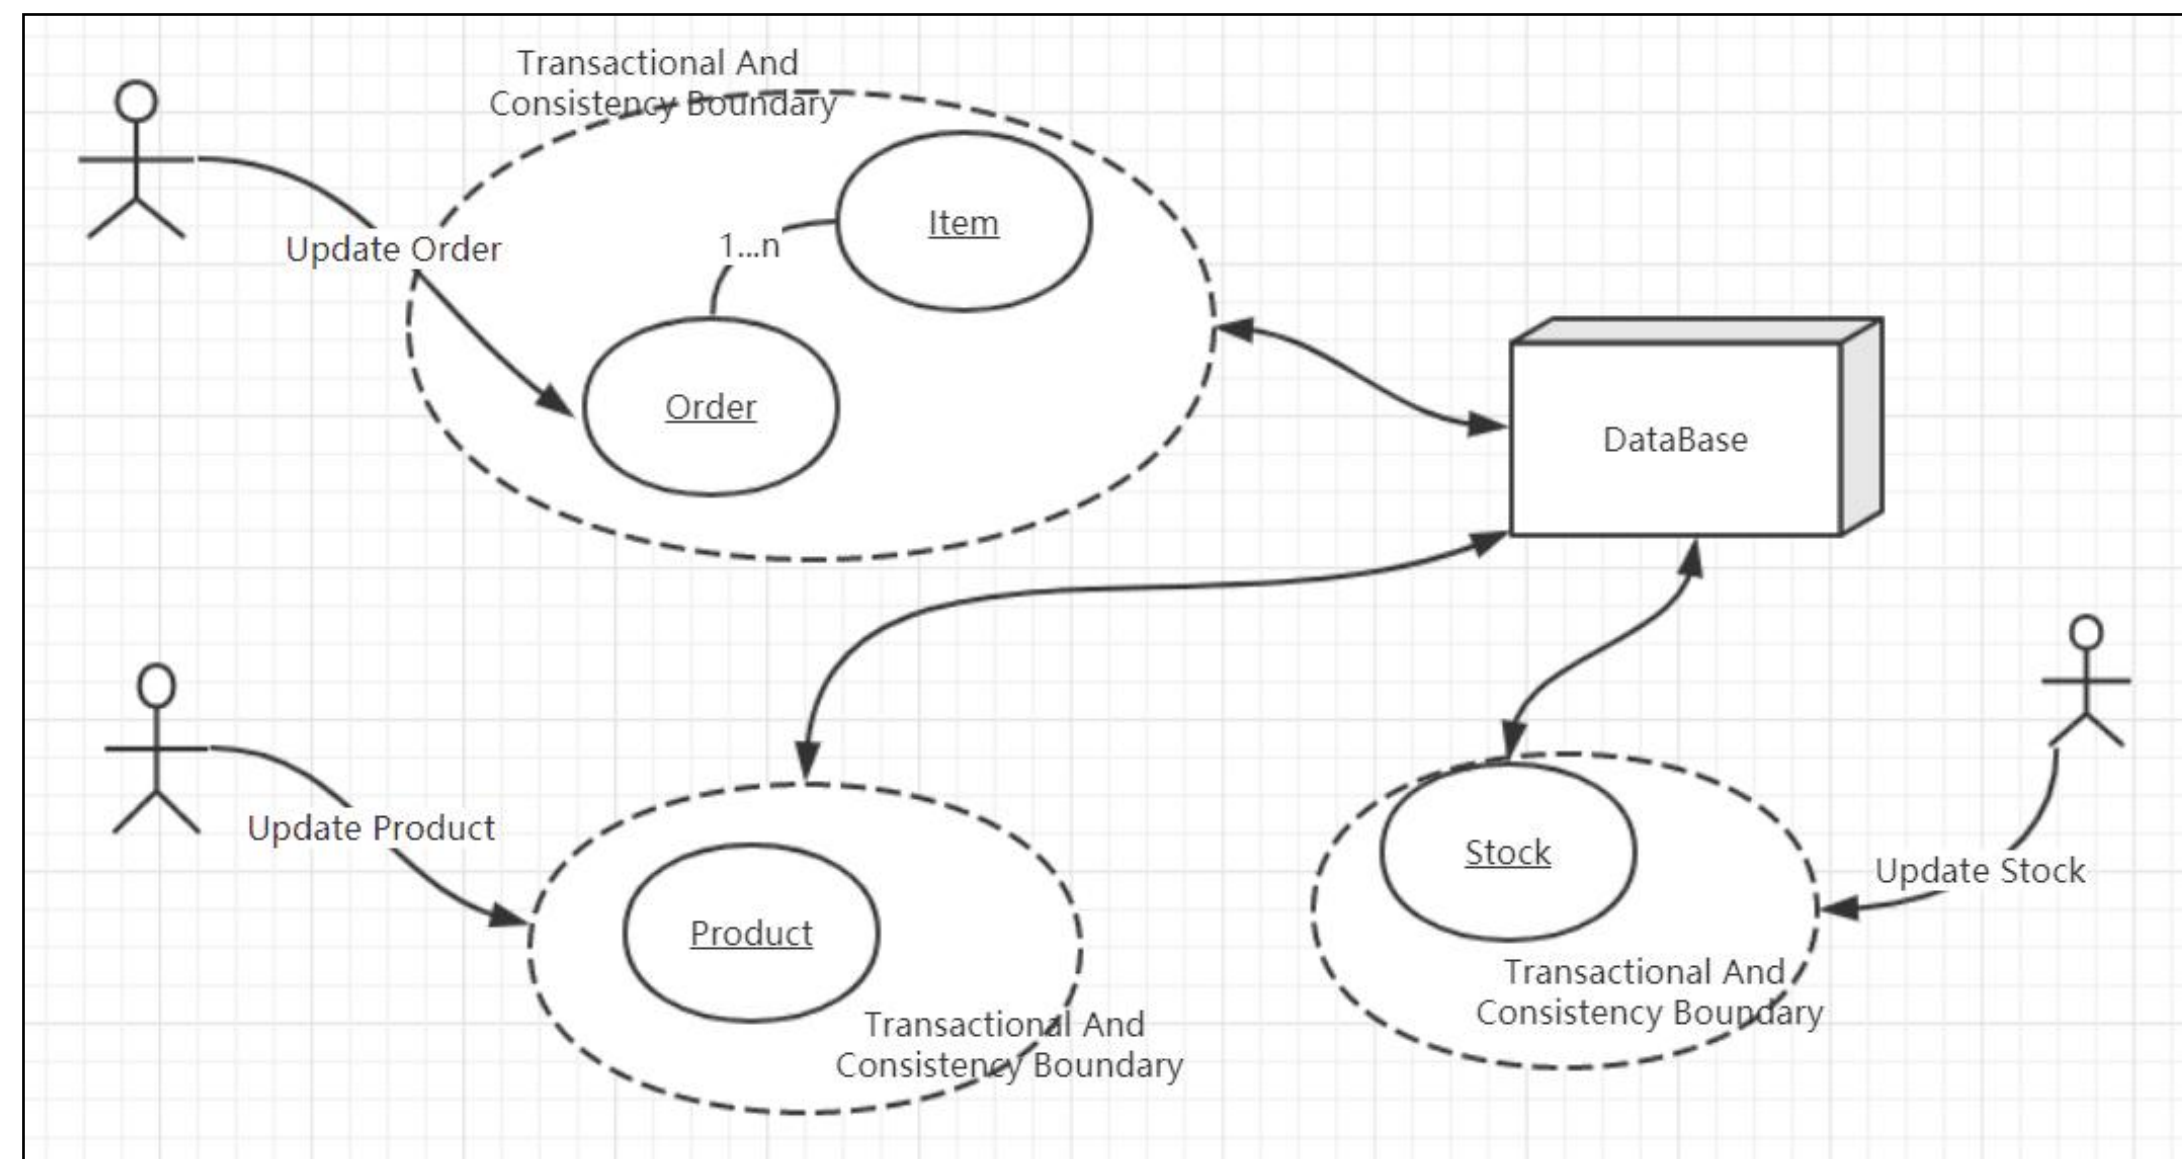 Transactional And
Consistency Boundary
Item
1...n
Update Order
Order
DataBase
Update Product
Product
Transactional And
Consistency Boundary
Stock
Update Stock
Transactional And
Consistency Boundary